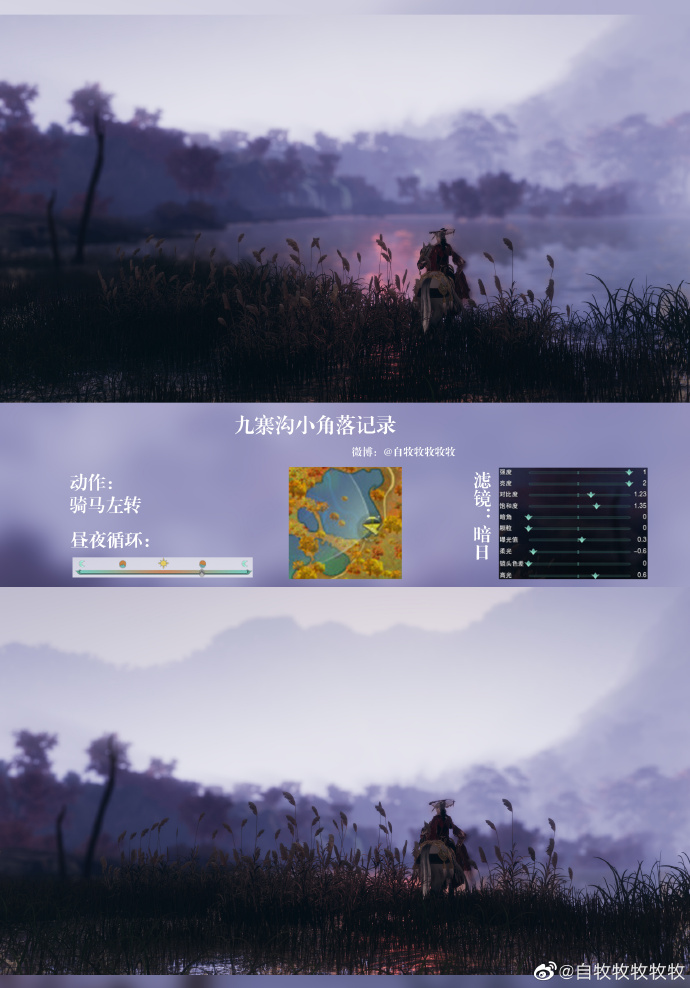 九寨沟小角落记录
微博：@自牧牧牧牧牧
动作：
骑马左转
昼夜循环：
滤镜：暗日
强度 1
亮度 2
对比度 1.23
饱和度 1.35
暗角 0
颗粒 0
曝光值 0.3
柔光 -0.6
镜头色差 0
高光 0.6
@自牧牧牧牧牧